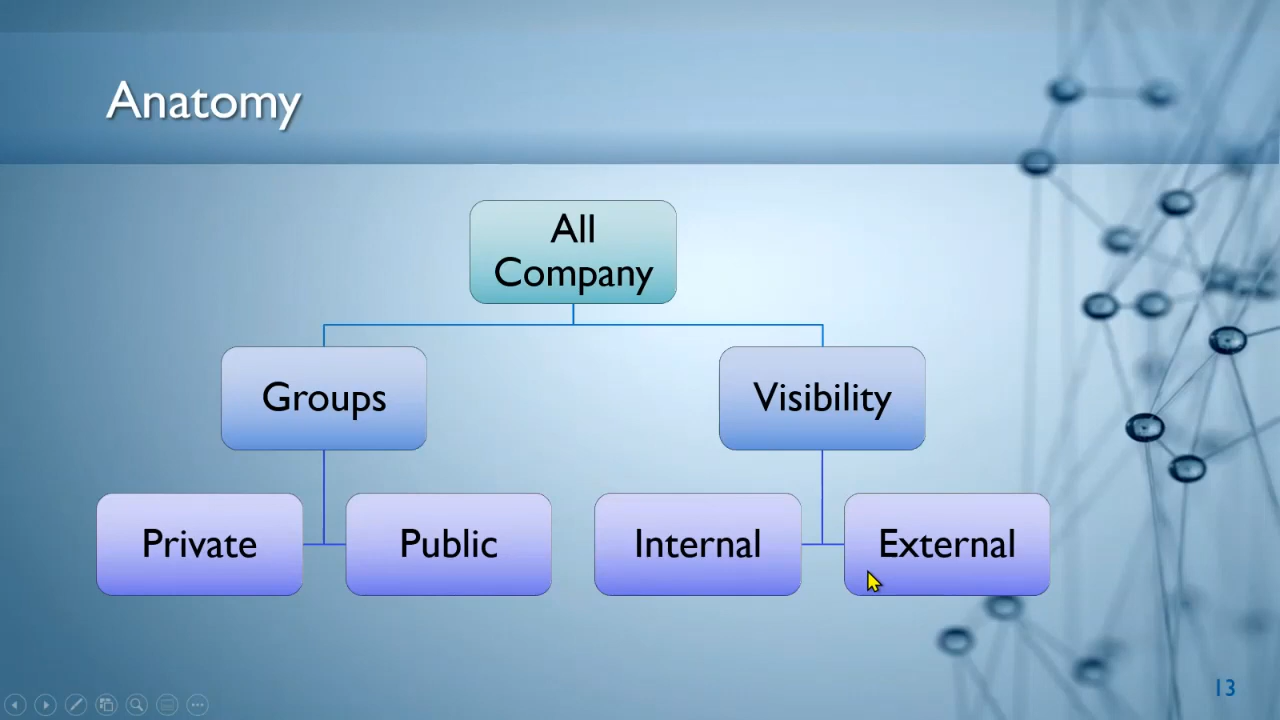 Anatomy
All
Company
Groups
Visibility
Private
Public
Internal
External
13